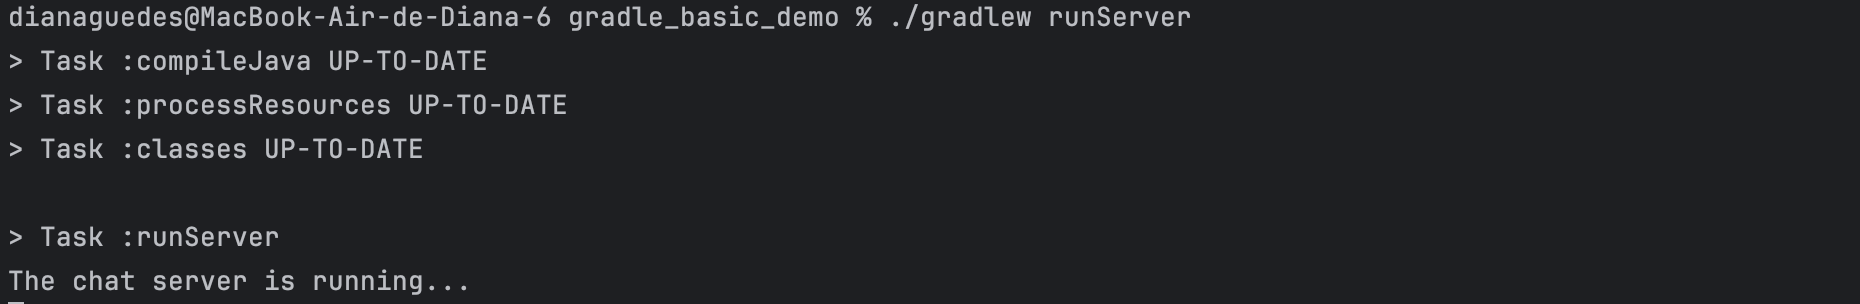 dianaguedes@MacBook-Air-de-Diana-6 gradle_basic_demo % ./gradlew runServer
> Task :compileJava UP-TO-DATE
> Task :processResources UP-TO-DATE
> Task :classes UP-TO-DATE
> Task :runServer
The chat server is running...